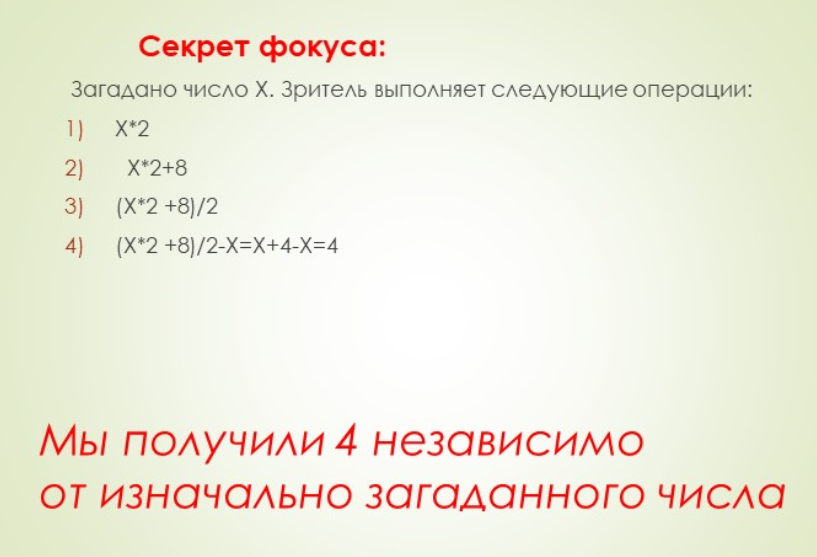 Секрет фокуса:
Загадано число X. Зритель выполняет следующие операции:
1) X*2
2) X*2+8
3) (X*2 +8)/2
4) (X*2 +8)/2-X=X+4-X=4
Мы получили 4 независимо
от изначально загаданного числа